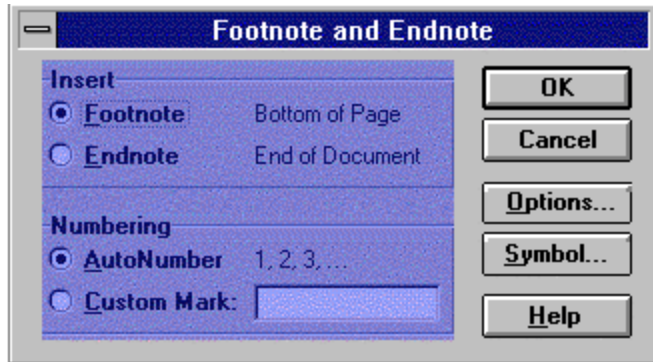 Footnote and Endnote
Insert
Footnote Bottom of Page
Endnote End of Document
Numbering
AutoNumber 1, 2, 3, ...
Custom Mark:
OK
Cancel
Options...
Symbol...
Help